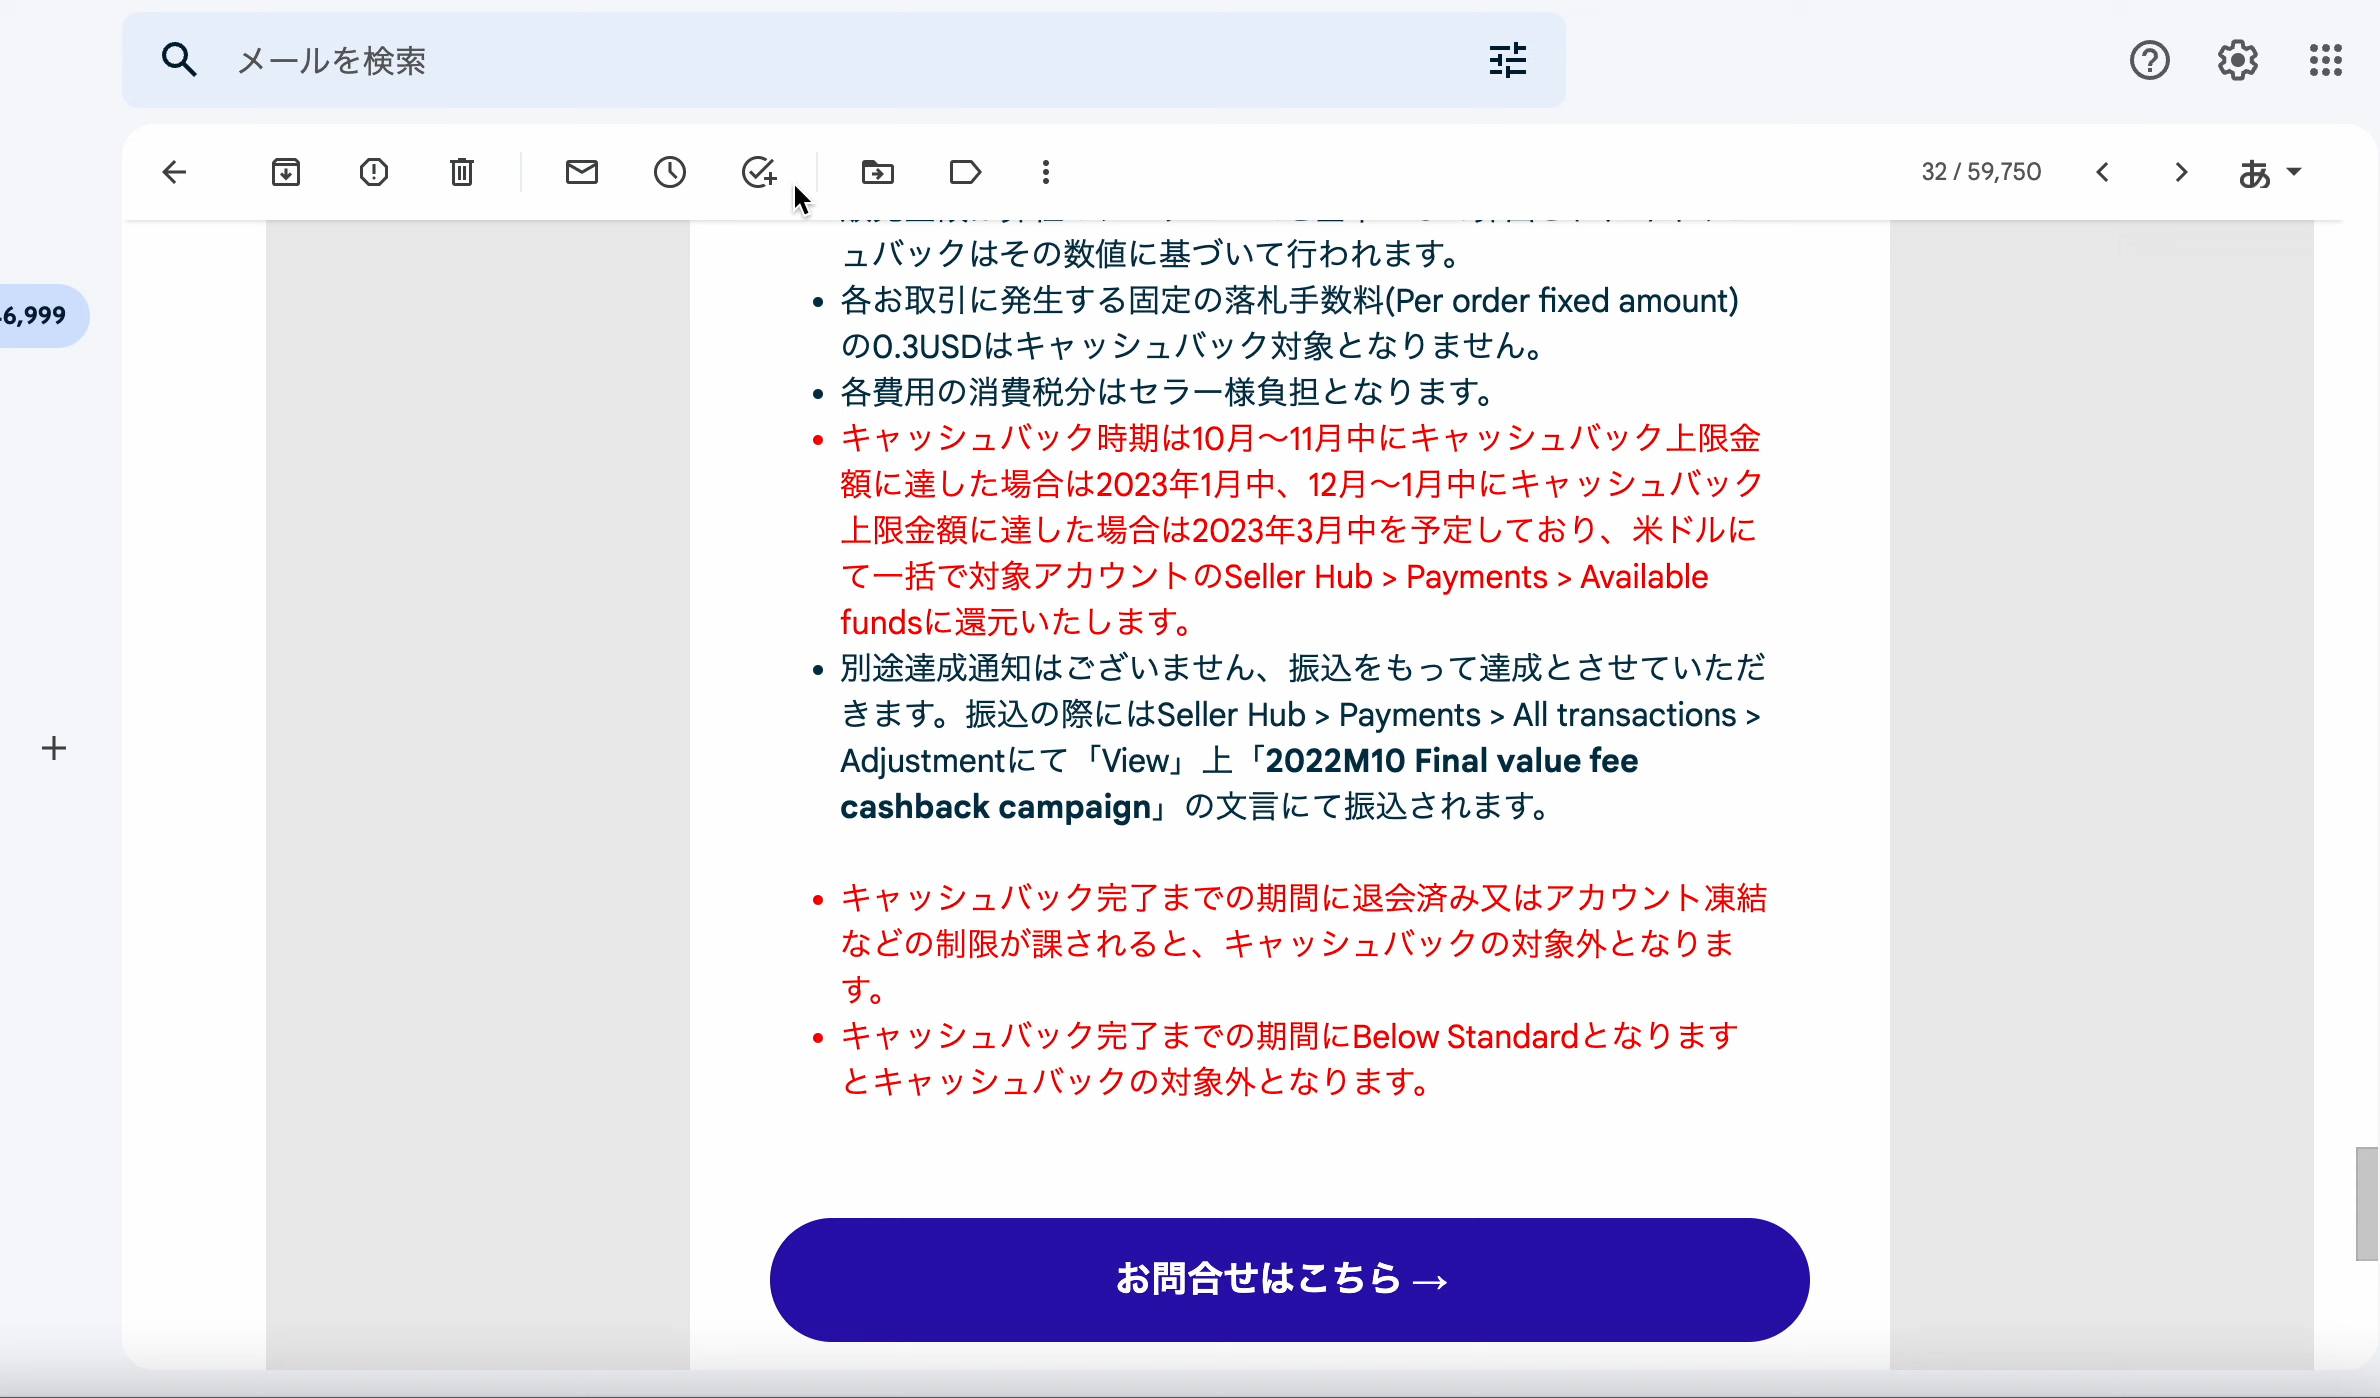 メールを検索
32 / 59,750
あ
6,999
ュバックはその数値に基づいて行われます。
• 各お取引に発生する固定の落札手数料(Per order fixed amount)
の0.3USDはキャッシュバック対象となりません。
• 各費用の消費税分はセラー様負担となります。
• キャッシュバック時期は10月〜11月中にキャッシュバック上限金
額に達した場合は2023年1月中、12月〜1月中にキャッシュバック
上限金額に達した場合は2023年3月中を予定しており、米ドルに
て一括で対象アカウントのSeller Hub > Payments > Available
fundsに還元いたします。
• 別途達成通知はございません、振込をもって達成とさせていただ
きます。振込の際にはSeller Hub > Payments > All transactions >
Adjustmentにて「View」上「2022M10 Final value fee
cashback campaign」の文言にて振込されます。
• キャッシュバック完了までの期間に退会済み又はアカウント凍結
などの制限が課されると、キャッシュバックの対象外となりま
す。
• キャッシュバック完了までの期間にBelow Standardとなります
とキャッシュバックの対象外となります。
お問合せはこちら→